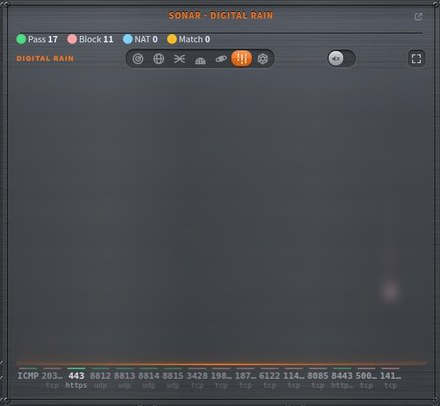 SONAR · DIGITAL RAIN
Pass 17 Block 11 NAT 0 Match 0
DIGITAL RAIN
ICMP 203… 443 8812 8813 8814 8815 3428 198… 187… 6122 114… 8085 8443 500… 141…
tcp https udp udp udp udp tcp tcp tcp tcp tcp tcp http… tcp tcp